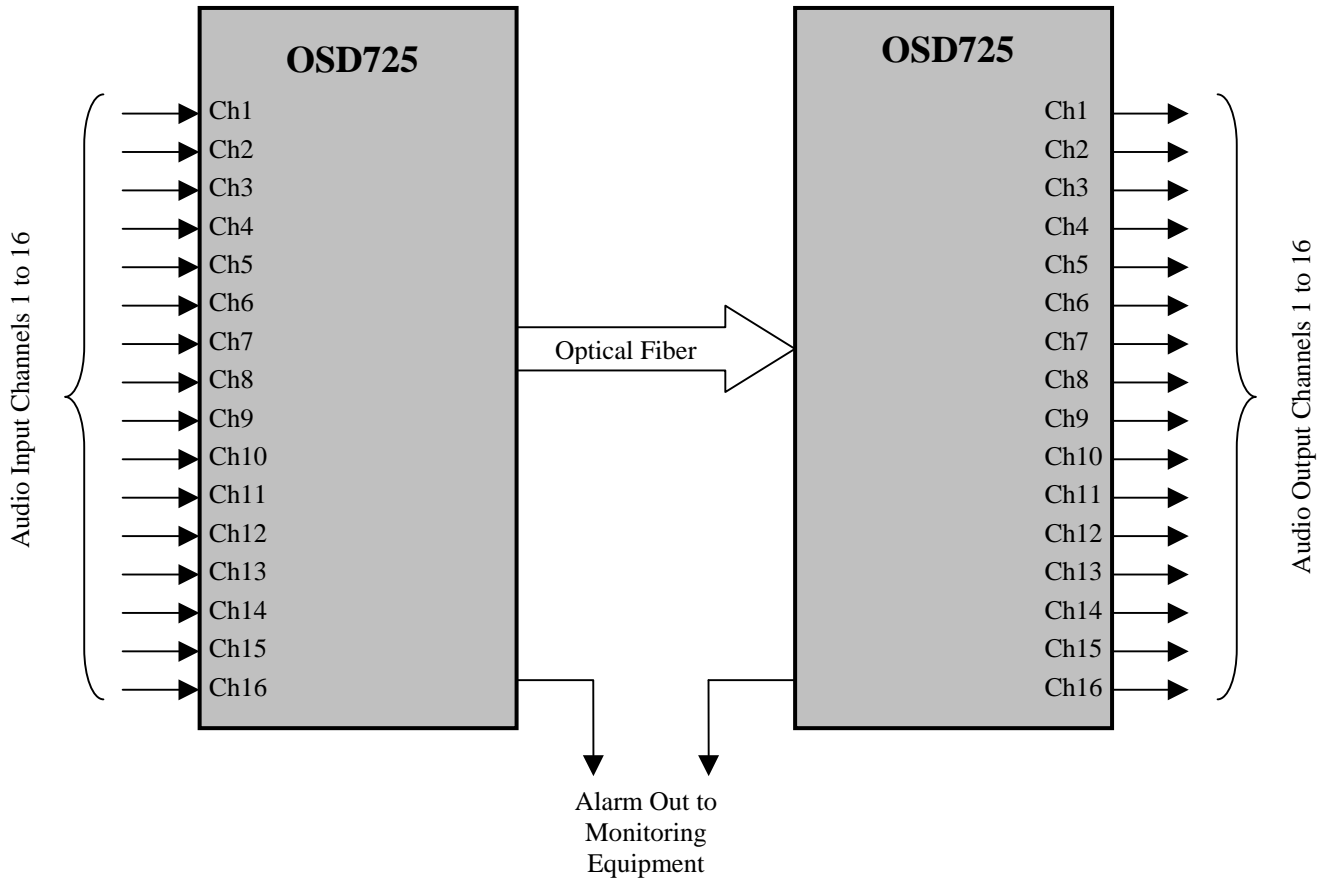 OSD725
OSD725
Audio Input Channels 1 to 16
Ch1
Ch2
Ch3
Ch4
Ch5
Ch6
Ch7
Ch8
Ch9
Ch10
Ch11
Ch12
Ch13
Ch14
Ch15
Ch16
Optical Fiber
Ch1
Ch2
Ch3
Ch4
Ch5
Ch6
Ch7
Ch8
Ch9
Ch10
Ch11
Ch12
Ch13
Ch14
Ch15
Ch16
Audio Output Channels 1 to 16
Alarm Out to
Monitoring
Equipment